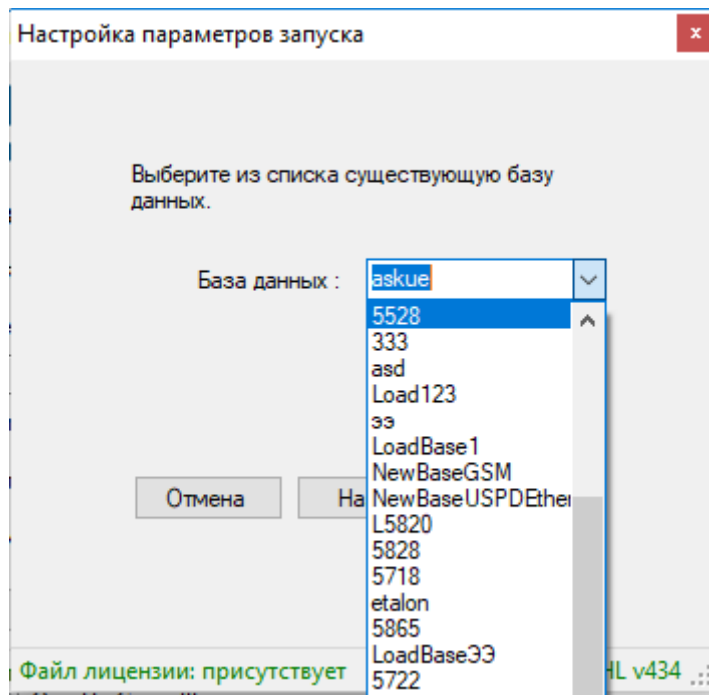 Настройка параметров запуска
x
Выберите из списка существующую базу
данных.
База данных :
askue
5528
333
asd
Load123
ээ
LoadBase1
NewBaseGSM
NewBaseUSPDEther
L5820
5828
5718
etalon
5865
LoadBaseЭЭ
5722
Отмена
На
Файл лицензии: присутствует
HL v434